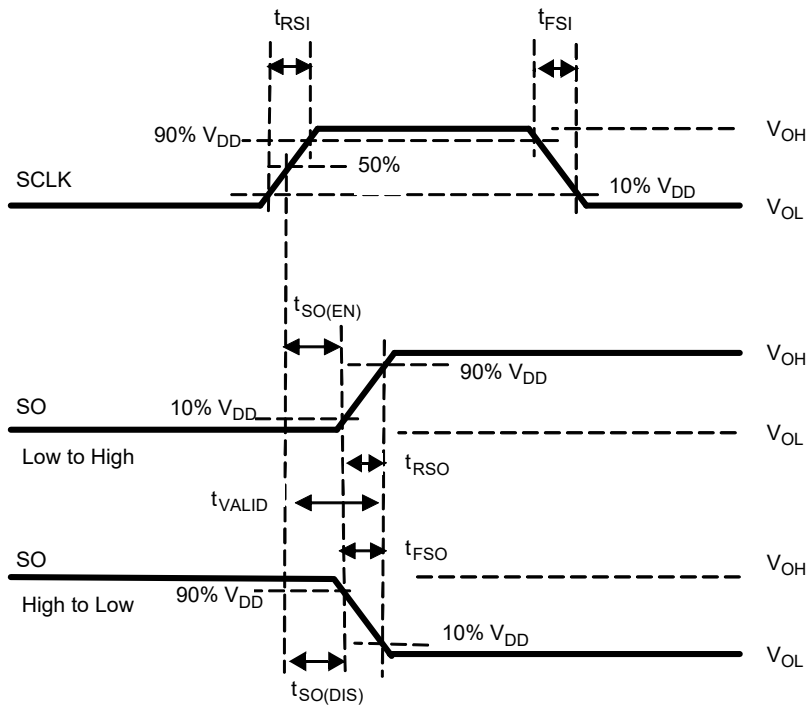 tRSI
tFSI
90% VDD
VOH
50%
SCLK
10% VDD
VOL
tSO(EN)
VOH
90% VDD
SO
10% VDD
VOL
Low to High
tRSO
tVALID
tFSO
SO
VOH
90% VDD
High to Low
10% VDD
VOL
tSO(DIS)